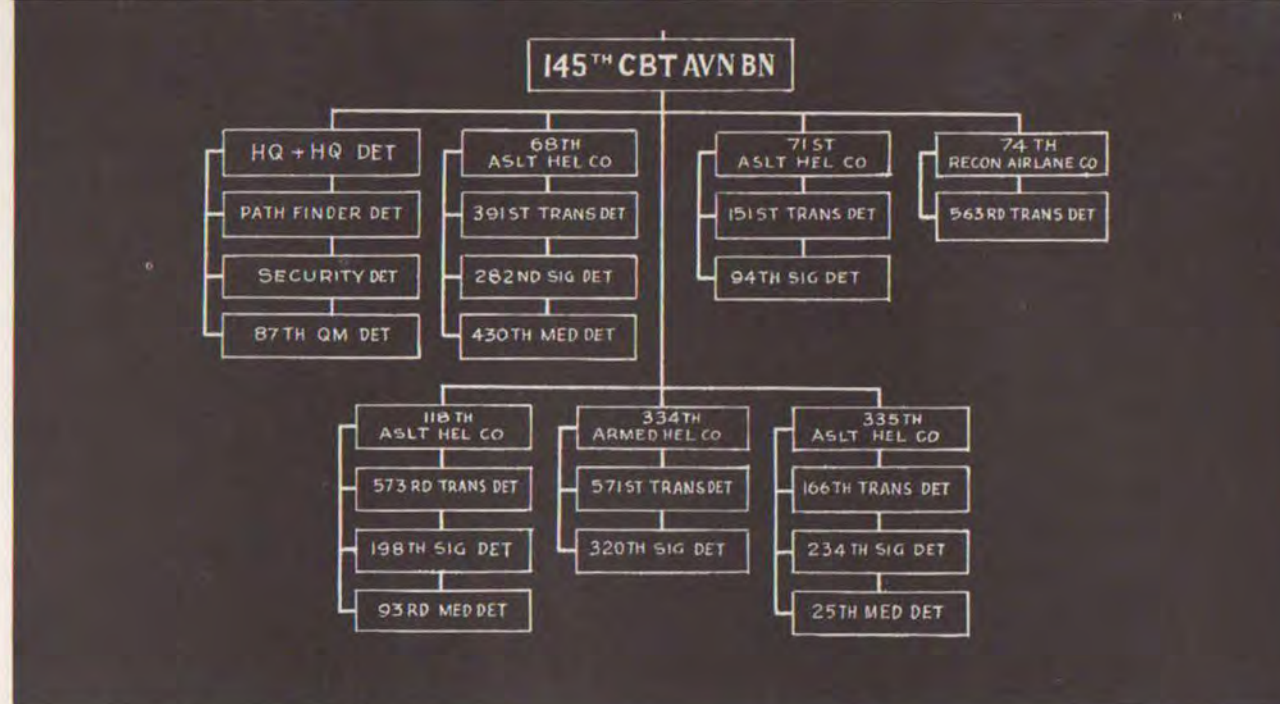 145TH CBT AVN BN
HQ + HQ DET
PATH FINDER DET
SECURITY DET
87TH QM DET
68TH
ASLT HEL CO
391ST TRANS DET
282ND SIG DET
430TH MED DET
71ST
ASLT HEL CO
151ST TRANS DET
94TH SIG DET
74TH
RECON AIRLANE CO
563RD TRANS DET
118TH
ASLT HEL CO
573RD TRANS DET
198TH SIG DET
93RD MED DET
334TH
ARMED HEL CO
571ST TRANS DET
320TH SIG DET
335TH
ASLT HEL CO
166TH TRANS DET
234TH SIG DET
25TH MED DET